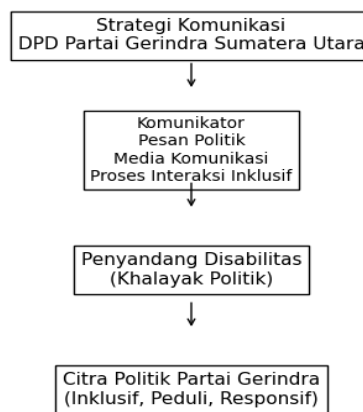 Strategi Komunikasi
DPD Partai Gerindra Sumatera Utara
Komunikator
Pesan Politik
Media Komunikasi
Proses Interaksi Inklusif
Penyandang Disabilitas
(Khalayak Politik)
Citra Politik Partai Gerindra
(Inklusif, Peduli, Responsif)